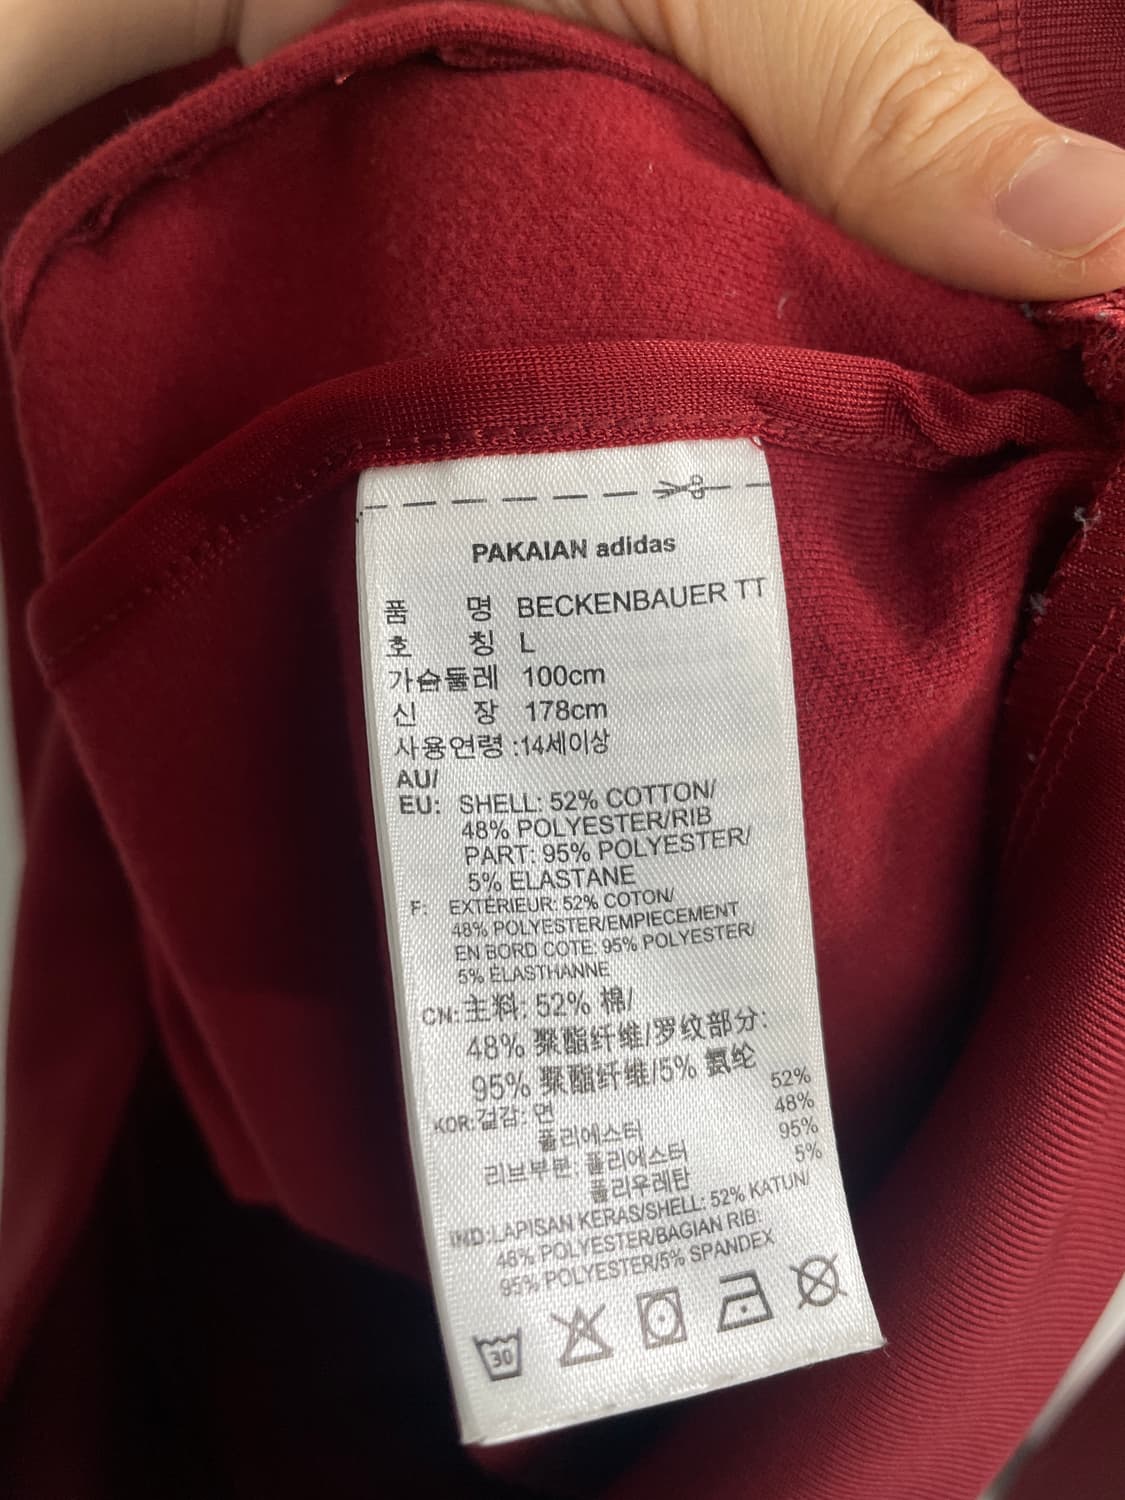 PAKAIAN adidas
품 명 BECKENBAUER TT
호 칭 L
가슴둘레 100cm
신 장 178cm
사용연령 :14세이상
AU/
EU: SHELL: 52% COTTON/
48% POLYESTER/RIB
PART: 95% POLYESTER/
5% ELASTANE
F: EXTÉRIEUR: 52% COTON/
48% POLYESTER/EMPIECEMENT
EN BORD COTE: 95% POLYESTER/
5% ÉLASTHANNE
CN: 主料: 52% 棉/
48% 聚酯纤维/罗纹部分:
95% 聚酯纤维/5% 氨纶
KOR:겉감: 면 52%
폴리에스터 48%
리브부분: 폴리에스터 95%
폴리우레탄 5%
IND:LAPISAN KERAS/SHELL: 52% KATUN/
48% POLYESTER/BAGIAN RIB:
95% POLYESTER/5% SPANDEX
30